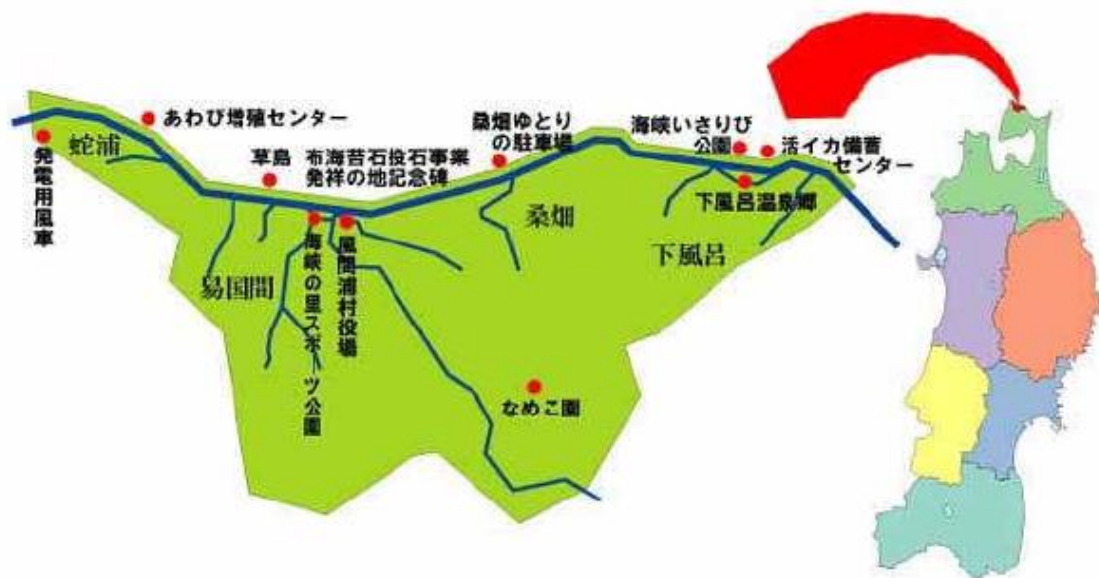 発電用風車
蛇浦
あわび増殖センター
草島
布海苔石投石事業
発祥の地記念碑
易国間
海峡の里スポーツ公園
風間浦村役場
桑畑ゆとり
の駐車場
桑畑
なめこ園
海峡いさりび
公園
活イカ備蓄
センター
下風呂温泉郷
下風呂